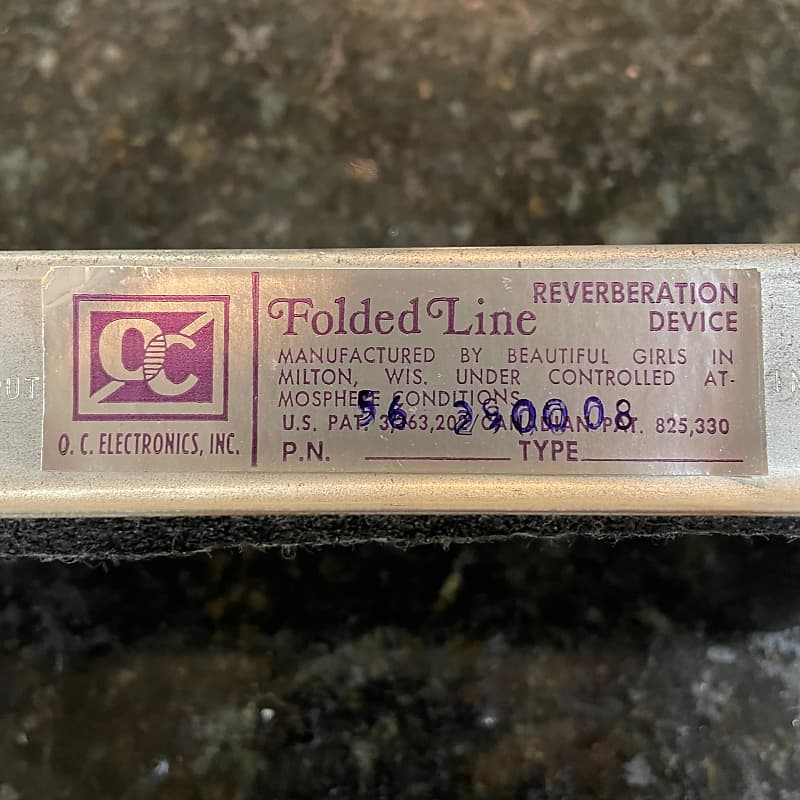 OC
O. C. ELECTRONICS, INC.
Folded Line
REVERBERATION
DEVICE
MANUFACTURED BY BEAUTIFUL GIRLS IN
MILTON, WIS. UNDER CONTROLLED AT-
MOSPHERE CONDITIONS
56 290008
U.S. PAT. 3,363,202/CANADIAN PAT. 825,330
P.N. TYPE